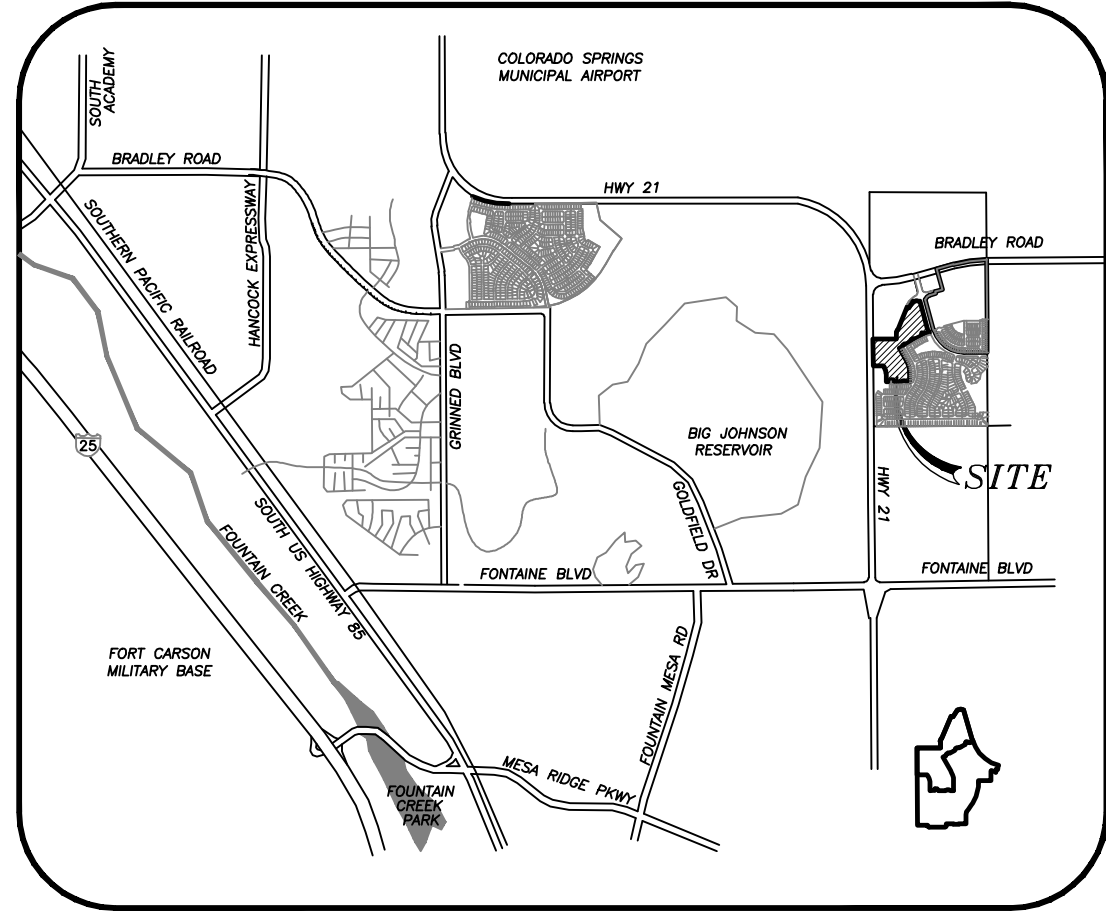 COLORADO SPRINGS
MUNICIPAL AIRPORT
SOUTH
ACADEMY
BRADLEY ROAD
HWY 21
HANCOCK EXPRESSWAY
SOUTHERN PACIFIC RAILROAD
BRADLEY ROAD
GRINNED BLVD
25
BIG JOHNSON
RESERVOIR
SITE
HWY 21
GOLDFIELD DR
SOUTH US HIGHWAY 85
FOUNTAIN CREEK
FONTAINE BLVD
FONTAINE BLVD
FORT CARSON
MILITARY BASE
FOUNTAIN MESA RD
MESA RIDGE PKWY
FOUNTAIN
CREEK
PARK